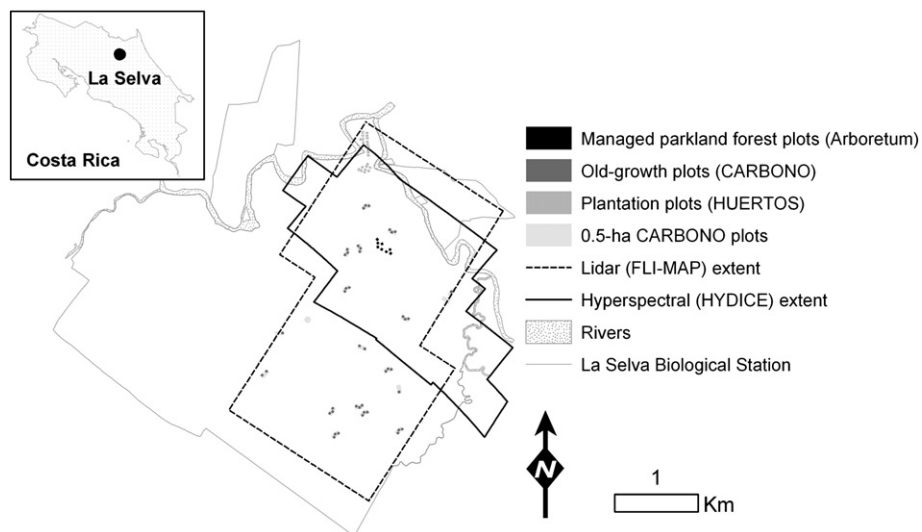 La Selva
Costa Rica
Managed parkland forest plots (Arboretum)
Old-growth plots (CARBONO)
Plantation plots (HUERTOS)
0.5-ha CARBONO plots
Lidar (FLI-MAP) extent
Hyperspectral (HYDICE) extent
Rivers
La Selva Biological Station
N
1
Km